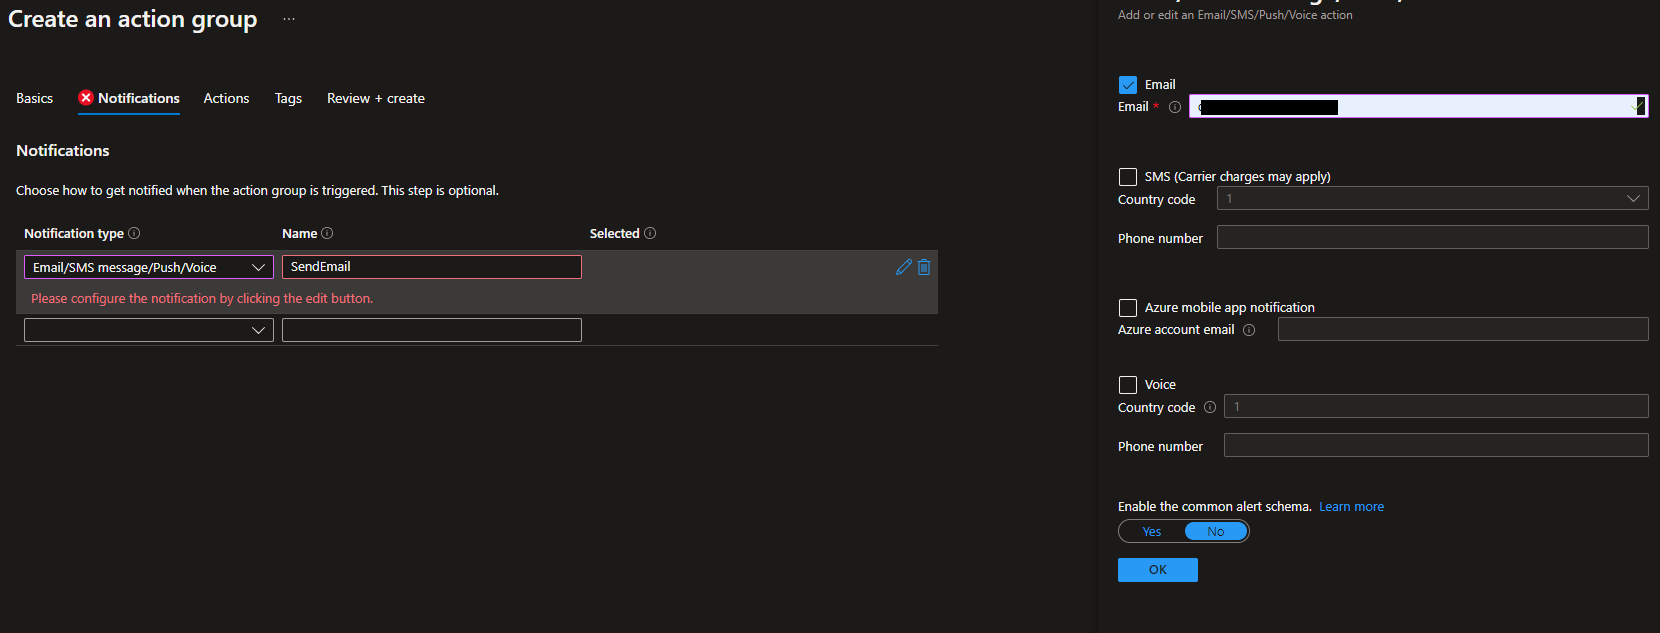 Create an action group ...
Basics
Notifications
Actions
Tags
Review + create
Notifications
Choose how to get notified when the action group is triggered. This step is optional.
Notification type
Name
Selected
Email/SMS message/Push/Voice
SendEmail
Please configure the notification by clicking the edit button.
Add or edit an Email/SMS/Push/Voice action
Email
Email *
SMS (Carrier charges may apply)
Country code
1
Phone number
Azure mobile app notification
Azure account email
Voice
Country code
1
Phone number
Enable the common alert schema. Learn more
Yes
No
OK